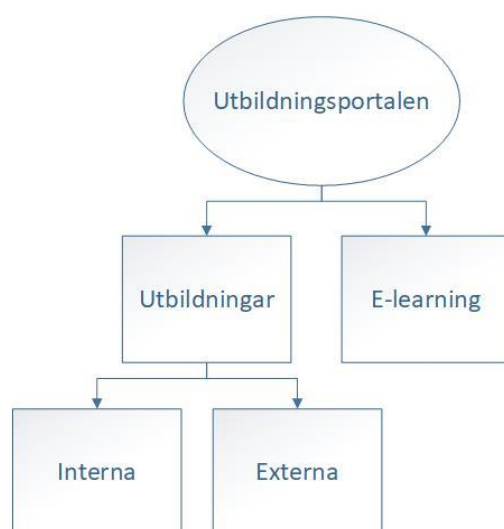 Utbildningsportalen
Utbildningar
E-learning
Interna
Externa